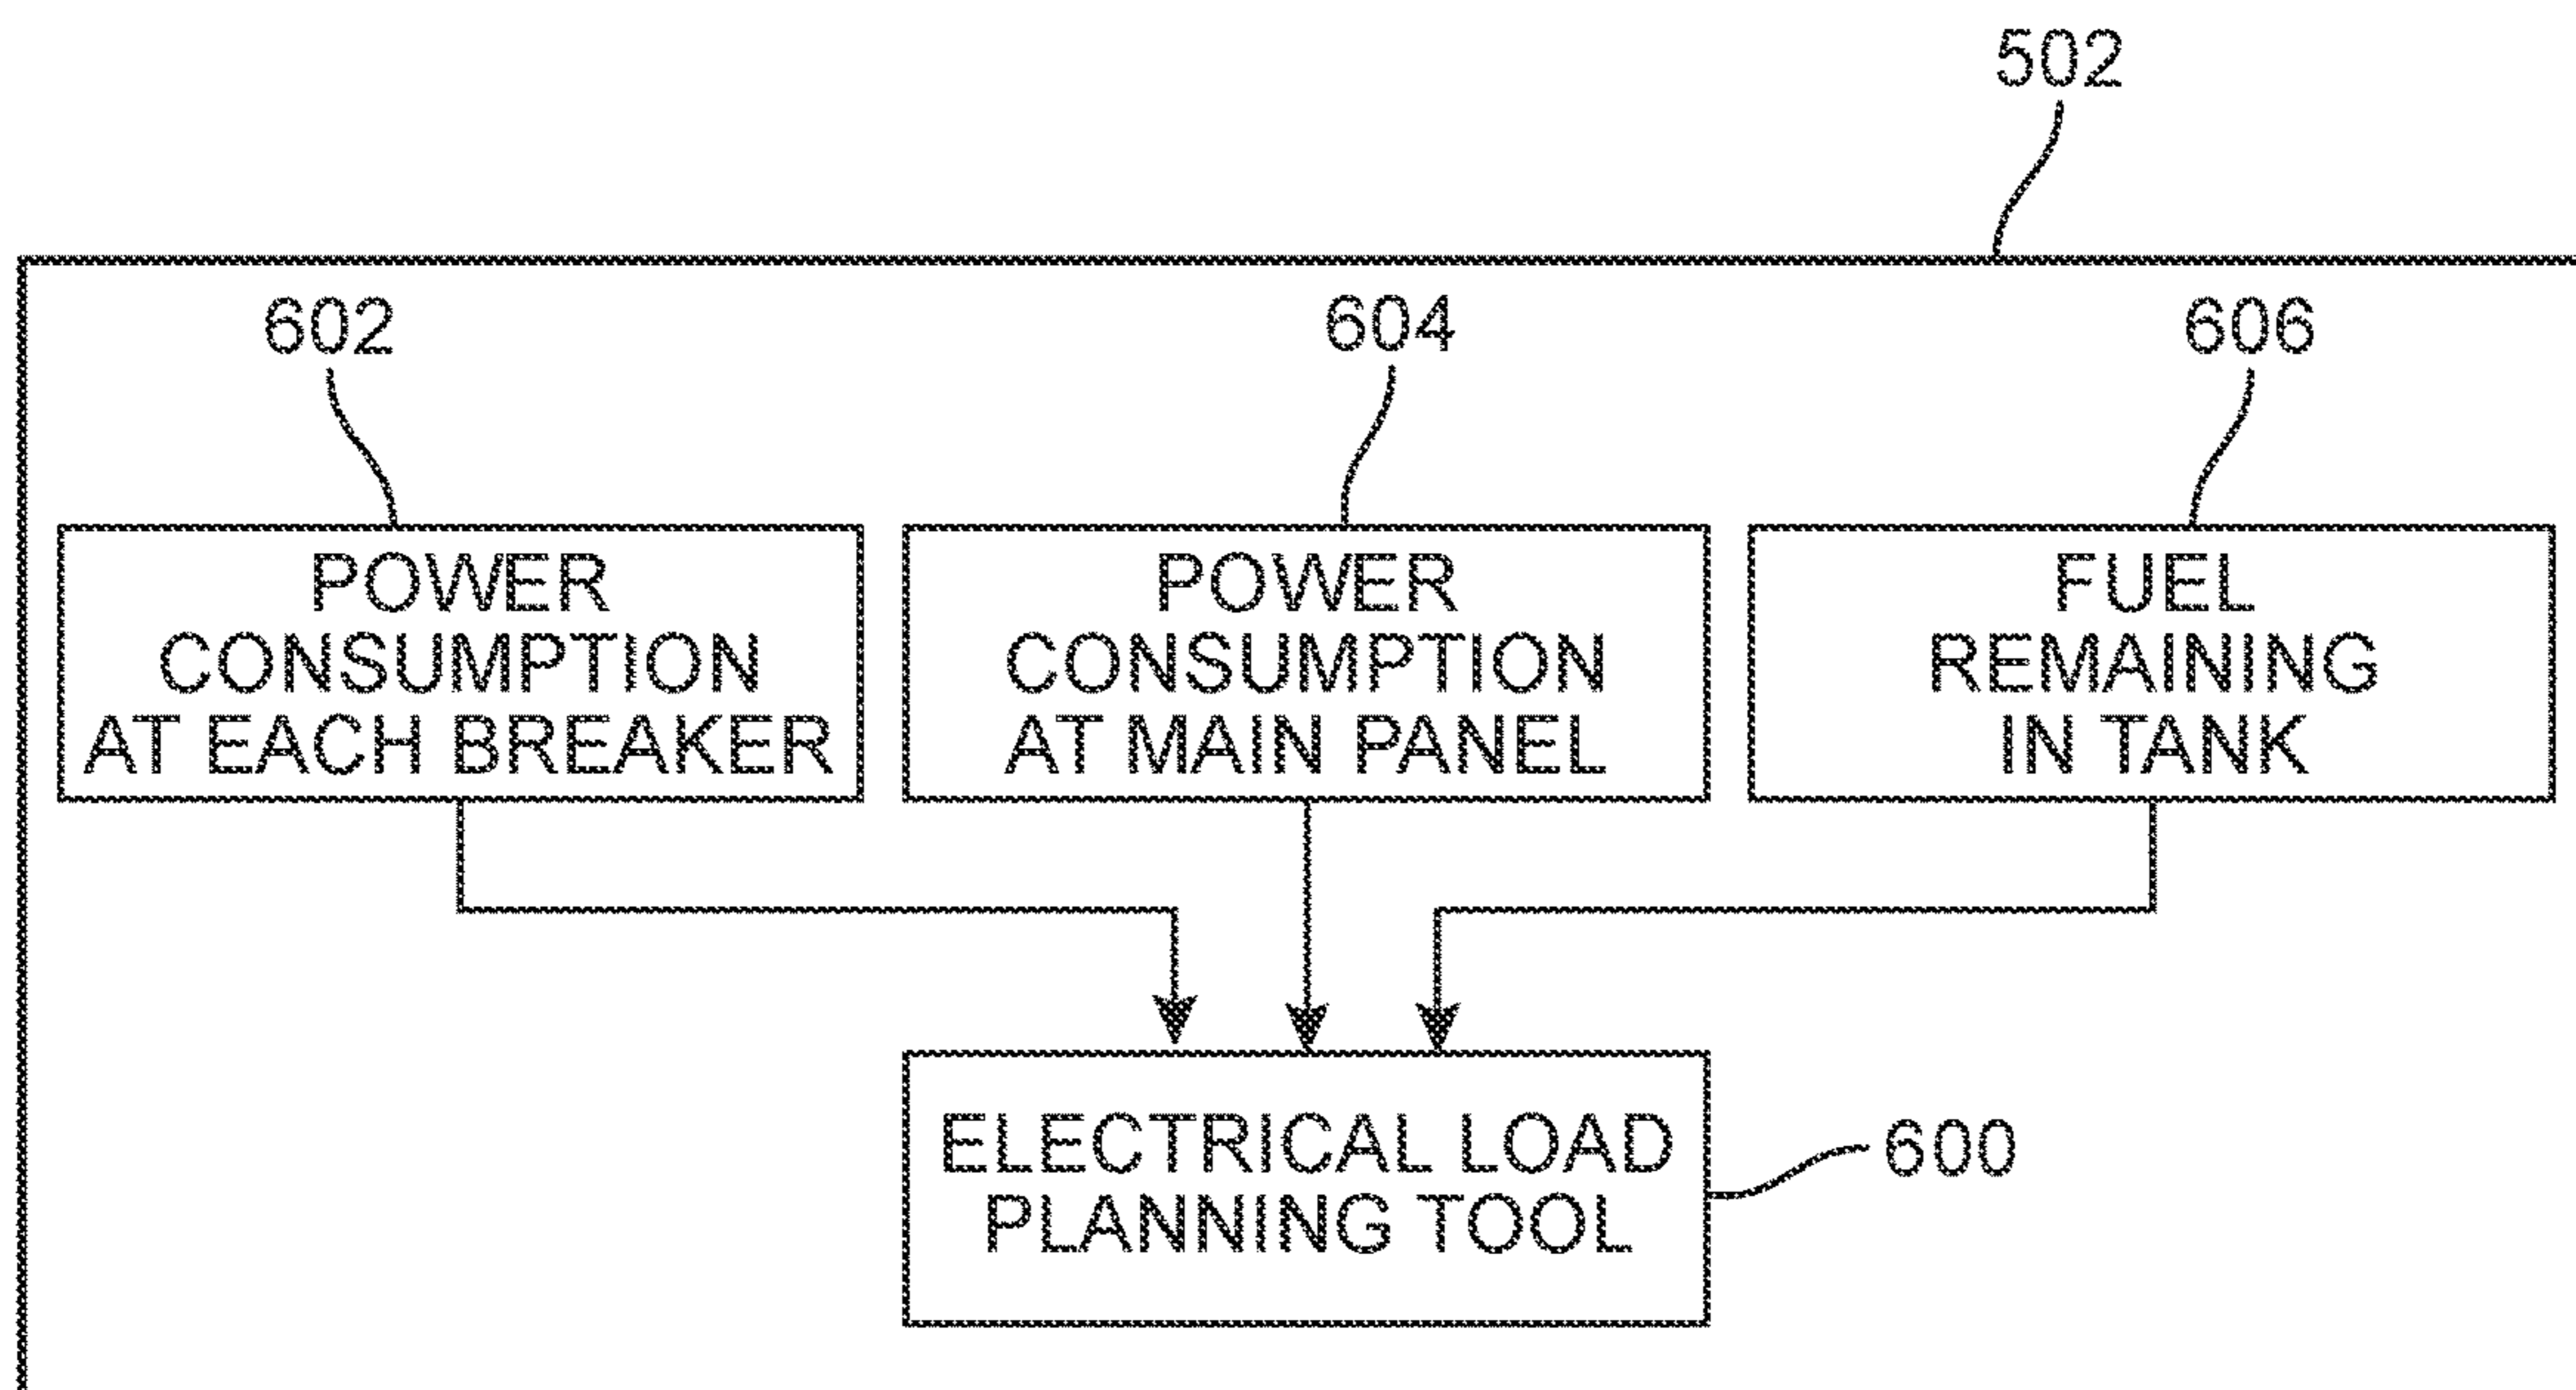 502
602
604
606
POWER
CONSUMPTION
AT EACH BREAKER
POWER
CONSUMPTION
AT MAIN PANEL
FUEL
REMAINING
IN TANK
ELECTRICAL LOAD
PLANNING TOOL
600